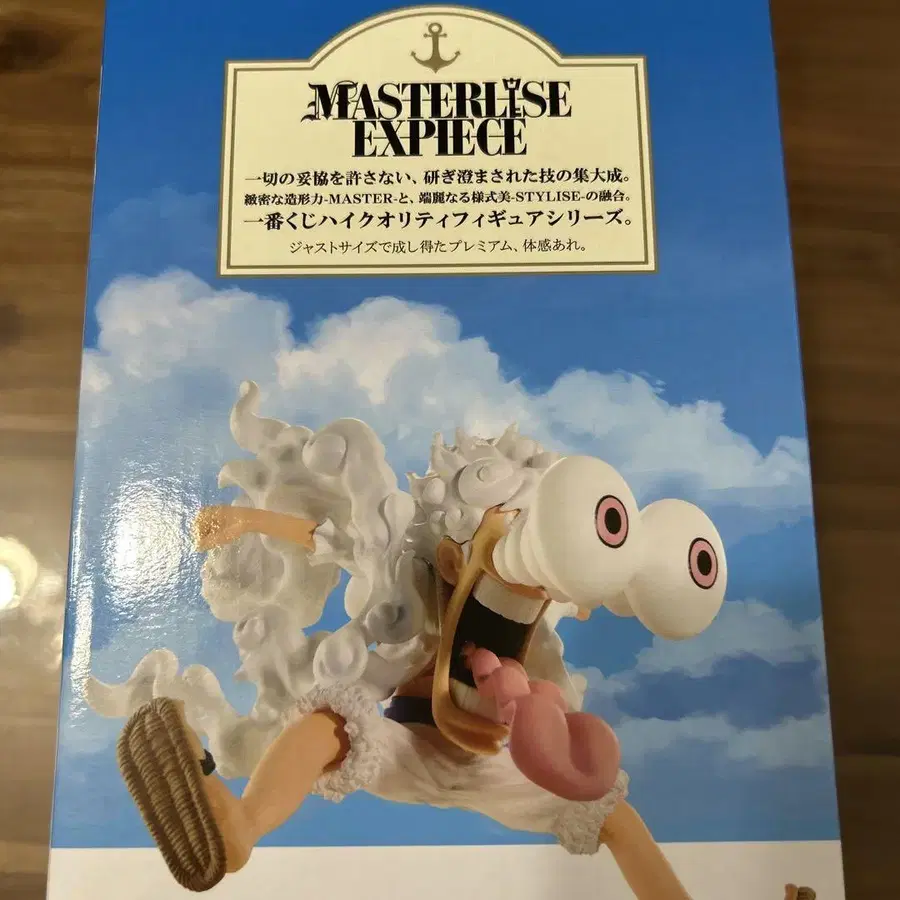 MASTERLISE
EXPIECE
一切の妥協を許さない、研ぎ澄まされた技の集大成。
緻密な造形力-MASTER-と、端麗なる様式美-STYLISE-の融合。
一番くじハイクオリティフィギュアシリーズ。
ジャストサイズで成し得たプレミアム、体感あれ。